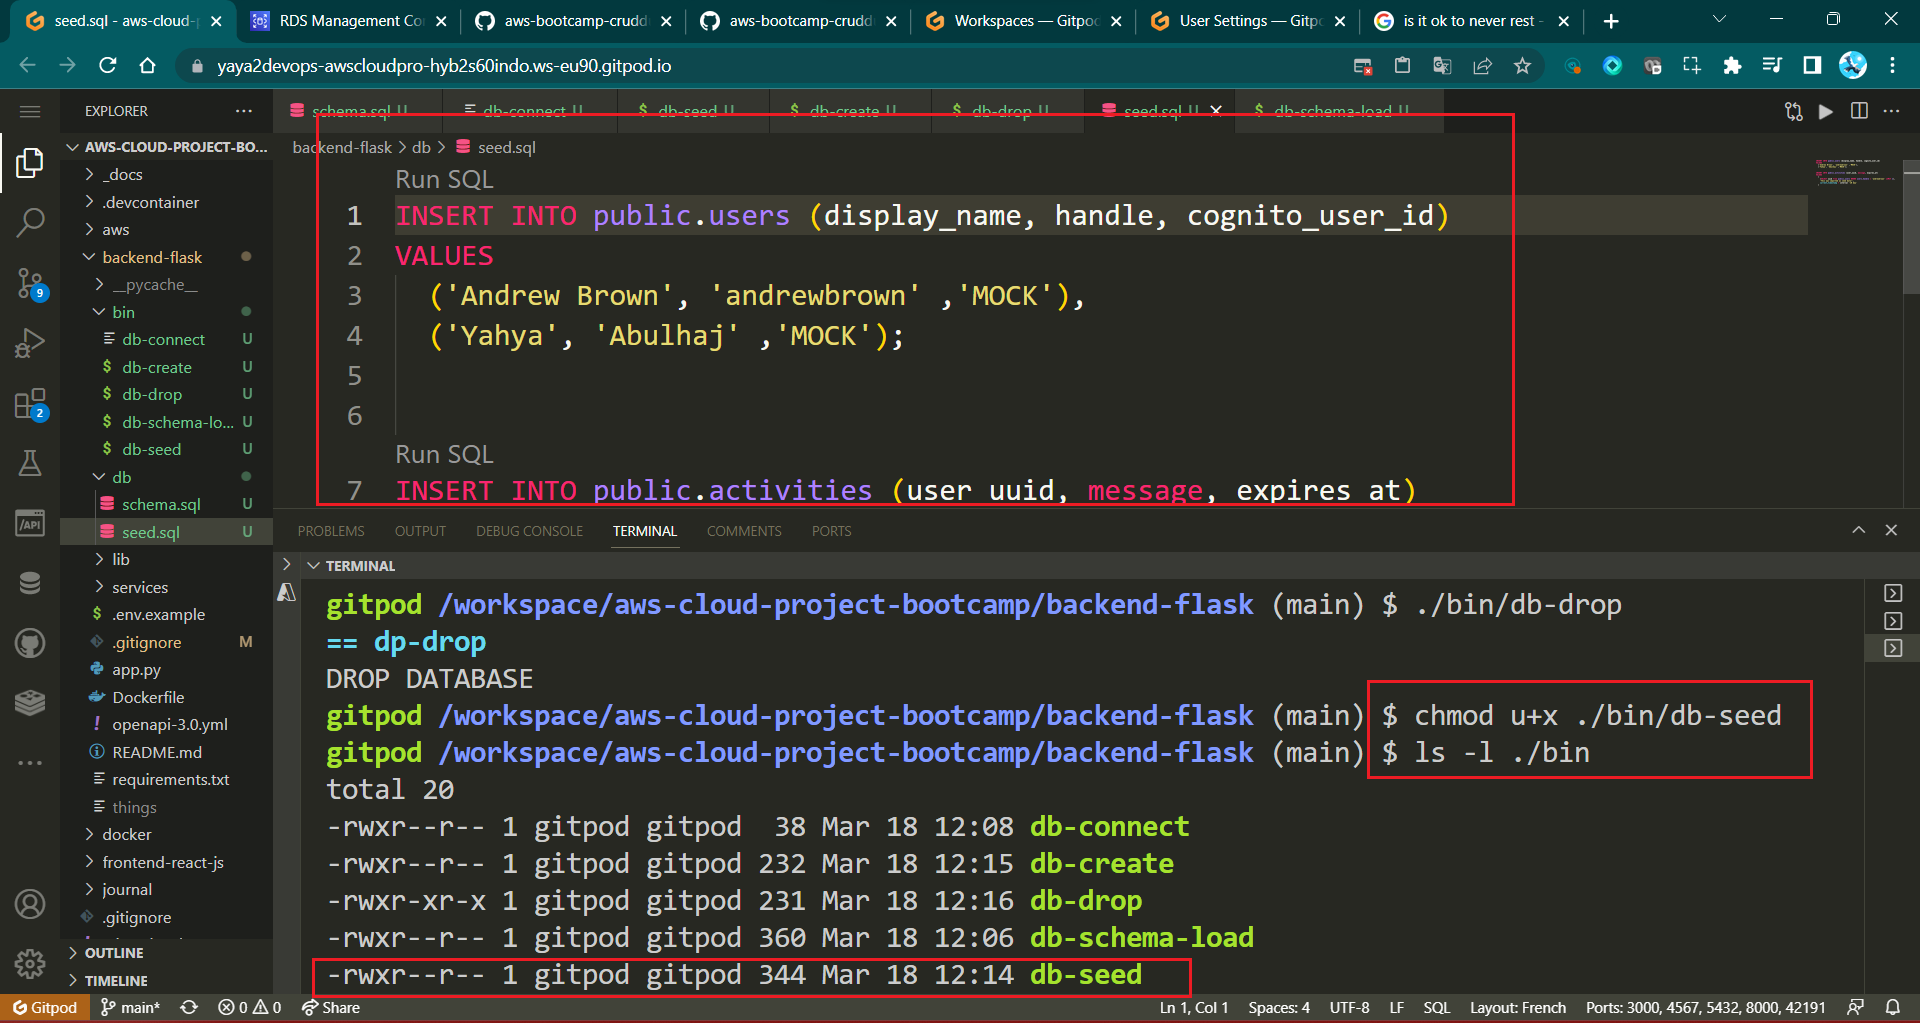 seed.sql - aws-cloud-p
RDS Management Co
aws-bootcamp-crudd
aws-bootcamp-crudd
Workspaces — Gitpod
User Settings — Gitp
is it ok to never rest -
yaya2devops-awscloudpro-hyb2s60indo.ws-eu90.gitpod.io
EXPLORER
schema.sql U
db-connect U
$ db-seed U
$ db-create U
$ db-drop U
seed.sql U
$ db-schema-load U
AWS-CLOUD-PROJECT-BO...
backend-flask > db > seed.sql
_docs
.devcontainer
aws
backend-flask
__pycache__
bin
db-connect U
$ db-create U
$ db-drop U
$ db-schema-lo... U
$ db-seed U
db
schema.sql U
seed.sql U
lib
services
$ .env.example
.gitignore M
app.py
Dockerfile
! openapi-3.0.yml
README.md
requirements.txt
things
docker
frontend-react-js
journal
.gitignore
OUTLINE
TIMELINE
9
2
/API
Run SQL
1 INSERT INTO public.users (display_name, handle, cognito_user_id)
2 VALUES
3 ('Andrew Brown', 'andrewbrown' ,'MOCK'),
4 ('Yahya', 'Abulhaj' ,'MOCK');
5
6
Run SQL
7 INSERT INTO public.activities (user_uuid, message, expires_at)
PROBLEMS OUTPUT DEBUG CONSOLE TERMINAL COMMENTS PORTS
TERMINAL
gitpod /workspace/aws-cloud-project-bootcamp/backend-flask (main) $ ./bin/db-drop
== dp-drop
DROP DATABASE
gitpod /workspace/aws-cloud-project-bootcamp/backend-flask (main) $ chmod u+x ./bin/db-seed
gitpod /workspace/aws-cloud-project-bootcamp/backend-flask (main) $ ls -l ./bin
total 20
-rwxr--r-- 1 gitpod gitpod 38 Mar 18 12:08 db-connect
-rwxr--r-- 1 gitpod gitpod 232 Mar 18 12:15 db-create
-rwxr-xr-x 1 gitpod gitpod 231 Mar 18 12:16 db-drop
-rwxr--r-- 1 gitpod gitpod 360 Mar 18 12:06 db-schema-load
-rwxr--r-- 1 gitpod gitpod 344 Mar 18 12:14 db-seed
Gitpod main* 0 0 Share Ln 1, Col 1 Spaces: 4 UTF-8 LF SQL Layout: French Ports: 3000, 4567, 5432, 8000, 42191